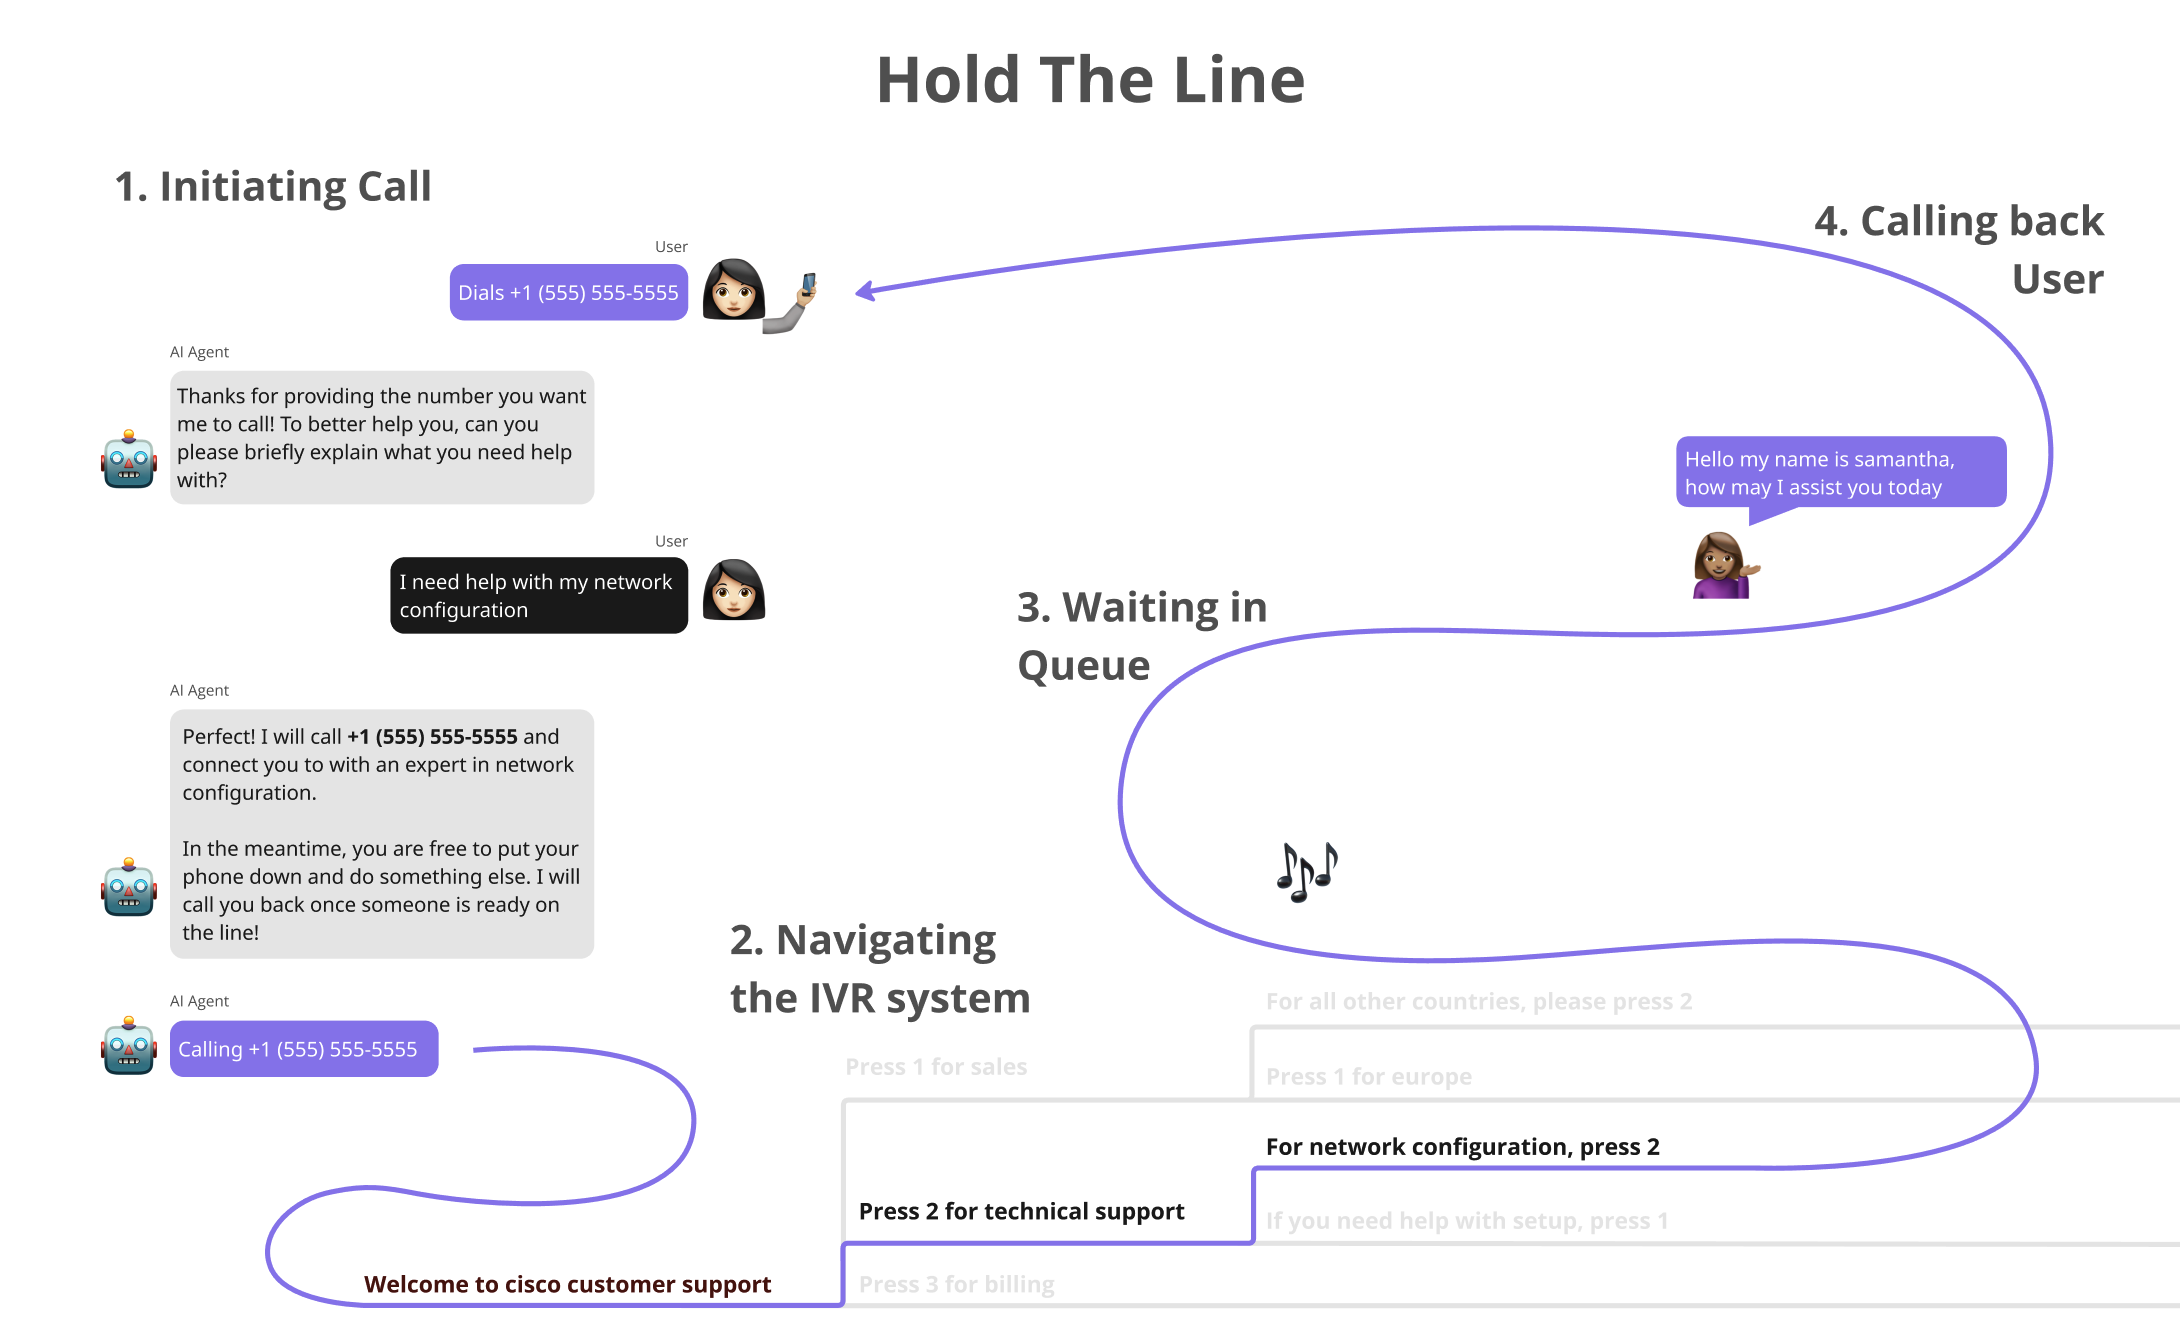 Hold The Line
1. Initiating Call
User
Dials +1 (555) 555-5555
AI Agent
Thanks for providing the number you want
me to call! To better help you, can you
please briefly explain what you need help
with?
User
I need help with my network
configuration
AI Agent
Perfect! I will call +1 (555) 555-5555 and
connect you to with an expert in network
configuration.
In the meantime, you are free to put your
phone down and do something else. I will
call you back once someone is ready on
the line!
AI Agent
Calling +1 (555) 555-5555
2. Navigating
the IVR system
Welcome to cisco customer support
Press 1 for sales
Press 2 for technical support
Press 3 for billing
For all other countries, please press 2
Press 1 for europe
For network configuration, press 2
If you need help with setup, press 1
3. Waiting in
Queue
4. Calling back
User
Hello my name is samantha,
how may I assist you today